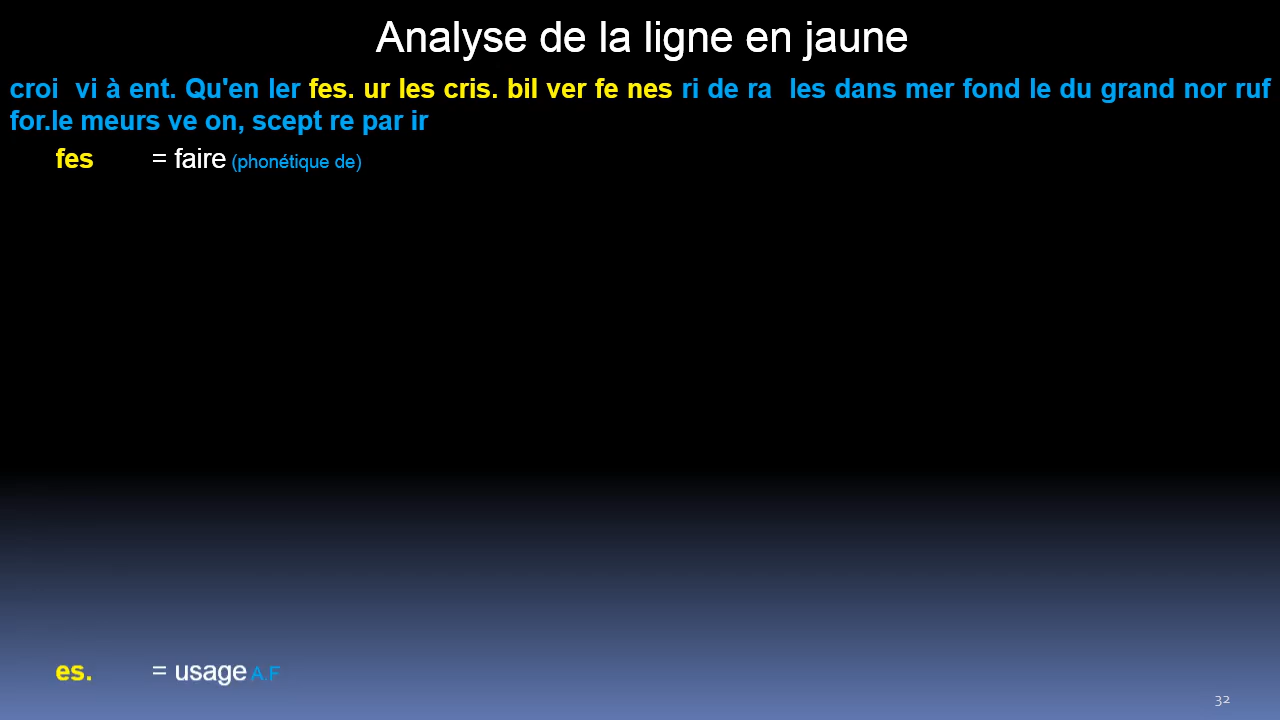 Analyse de la ligne en jaune
croi vi à ent. Qu'en ler fes. ur les cris. bil ver fe nes ri de ra les dans mer fond le du grand nor ruf
for.le meurs ve on, scept re par ir
fes = faire (phonétique de)
es. = usage A.F
32